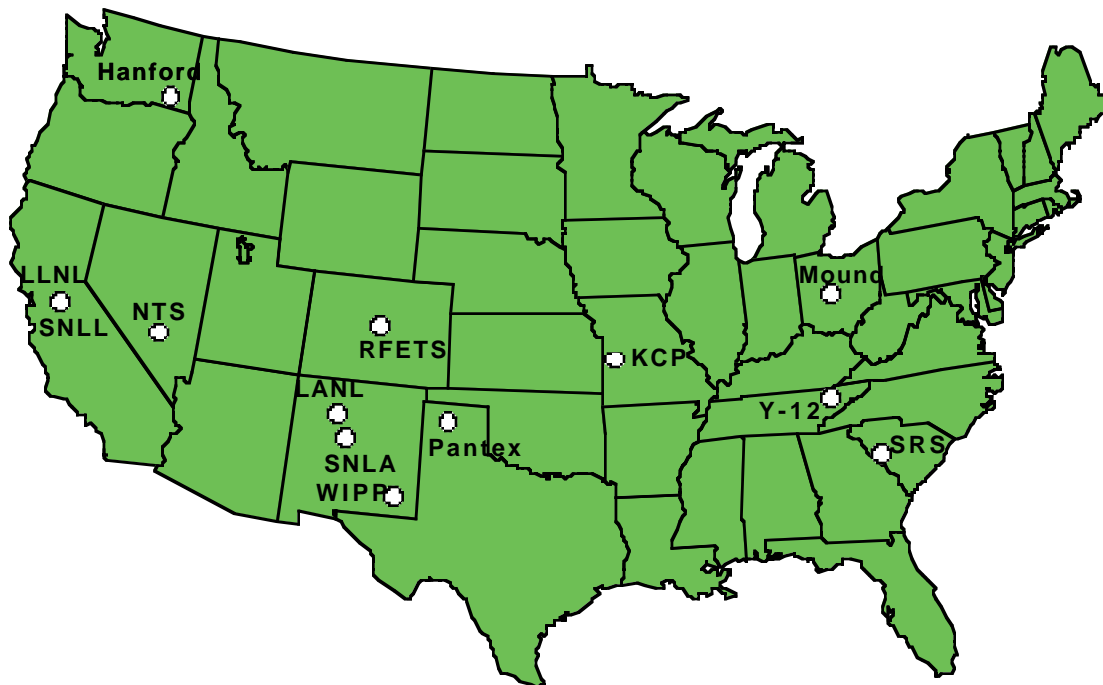 Hanford
LLNL
SNLL
NTS
RFETS
LANL
SNLA
WIPP
Pantex
KCP
Mound
Y-12
SRS